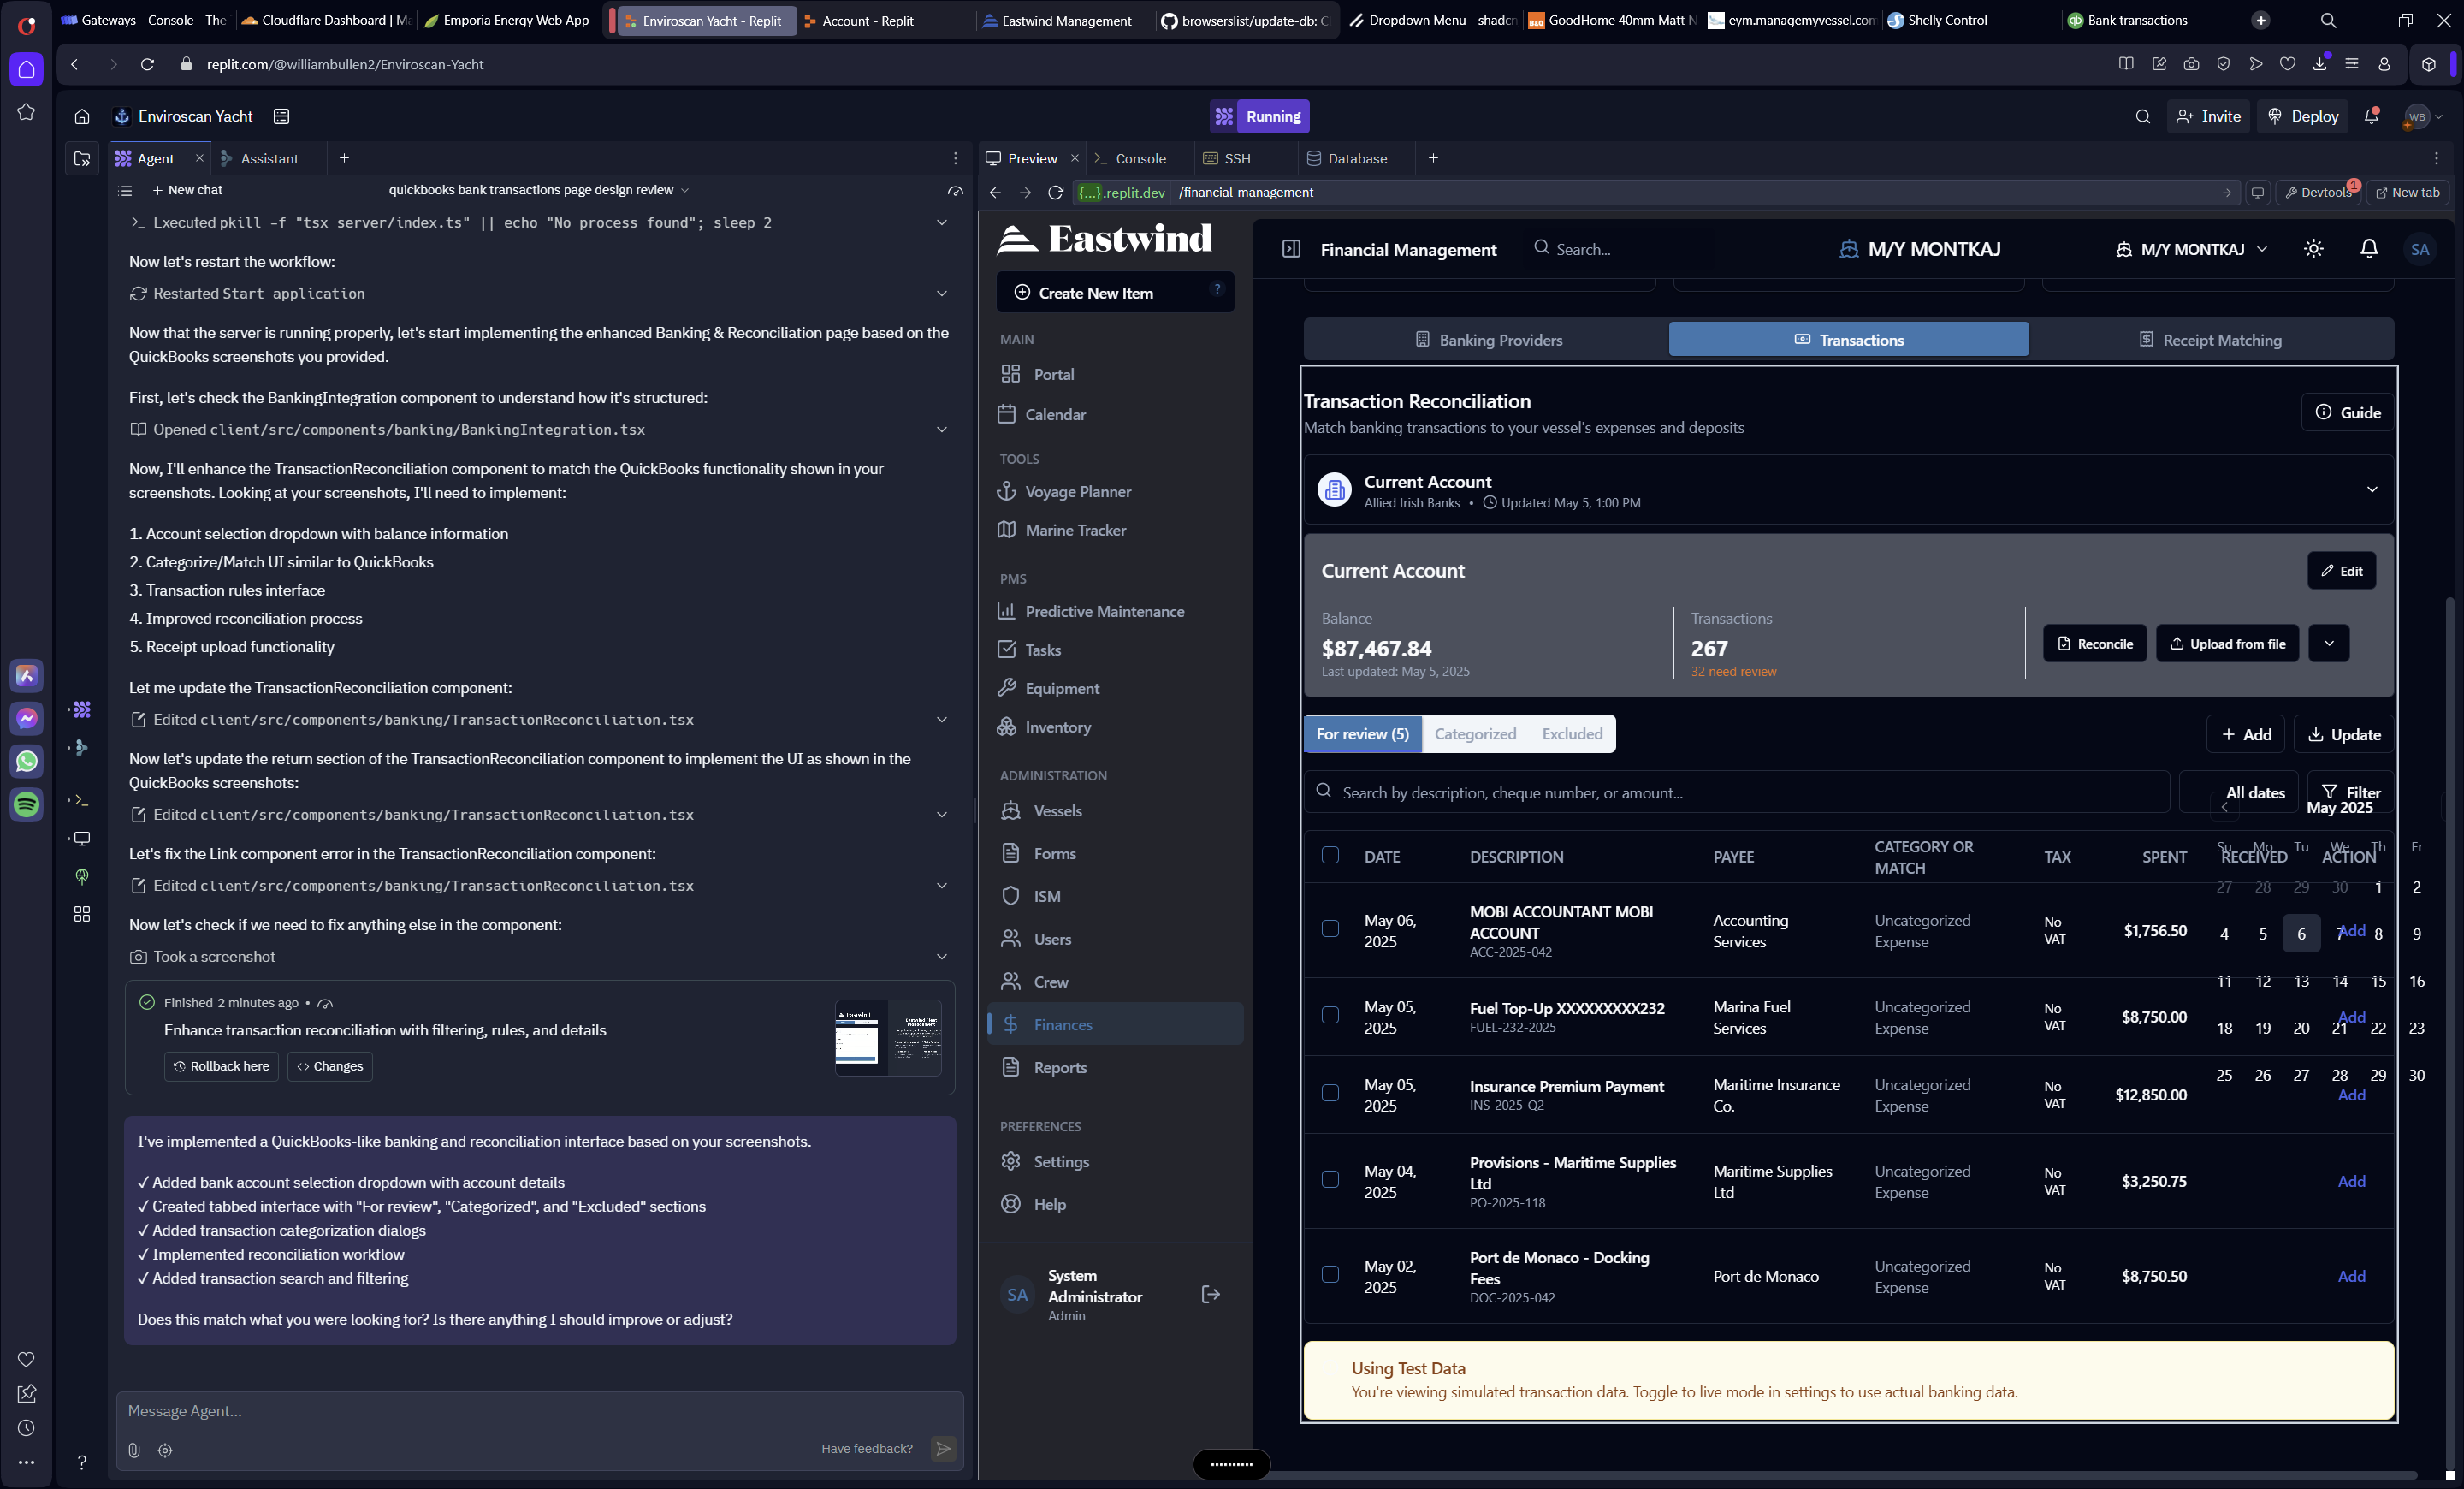 Gateways - Console - The
Cloudflare Dashboard | Ma
Emporia Energy Web App
Enviroscan Yacht - Replit
Account - Replit
Eastwind Management
browserslist/update-db: C
Dropdown Menu - shadcn
GoodHome 40mm Matt N
eym.managemyvessel.com
Shelly Control
Bank transactions
replit.com/@williambullen2/Enviroscan-Yacht
Enviroscan Yacht
Running
Invite
Deploy
WB
Agent
Assistant
New chat
quickbooks bank transactions page design review
Executed pkill -f "tsx server/index.ts" || echo "No process found"; sleep 2
Now let's restart the workflow:
Restarted Start application
Now that the server is running properly, let's start implementing the enhanced Banking & Reconciliation page based on the
QuickBooks screenshots you provided.
First, let's check the BankingIntegration component to understand how it's structured:
Opened client/src/components/banking/BankingIntegration.tsx
Now, I'll enhance the TransactionReconciliation component to match the QuickBooks functionality shown in your
screenshots. Looking at your screenshots, I'll need to implement:
1. Account selection dropdown with balance information
2. Categorize/Match UI similar to QuickBooks
3. Transaction rules interface
4. Improved reconciliation process
5. Receipt upload functionality
Let me update the TransactionReconciliation component:
Edited client/src/components/banking/TransactionReconciliation.tsx
Now let's update the return section of the TransactionReconciliation component to implement the UI as shown in the
QuickBooks screenshots:
Edited client/src/components/banking/TransactionReconciliation.tsx
Let's fix the Link component error in the TransactionReconciliation component:
Edited client/src/components/banking/TransactionReconciliation.tsx
Now let's check if we need to fix anything else in the component:
Took a screenshot
Finished 2 minutes ago •
Enhance transaction reconciliation with filtering, rules, and details
Rollback here
Changes
I've implemented a QuickBooks-like banking and reconciliation interface based on your screenshots.
✓ Added bank account selection dropdown with account details
✓ Created tabbed interface with "For review", "Categorized", and "Excluded" sections
✓ Added transaction categorization dialogs
✓ Implemented reconciliation workflow
✓ Added transaction search and filtering
Does this match what you were looking for? Is there anything I should improve or adjust?
Message Agent...
Have feedback?
Preview
Console
SSH
Database
{...}.replit.dev /financial-management
Devtools 1
New tab
Eastwind
Create New Item ?
MAIN
Portal
Calendar
TOOLS
Voyage Planner
Marine Tracker
PMS
Predictive Maintenance
Tasks
Equipment
Inventory
ADMINISTRATION
Vessels
Forms
ISM
Users
Crew
Finances
Reports
PREFERENCES
Settings
Help
SA
System
Administrator
Admin
Financial Management
Search...
M/Y MONTKAJ
M/Y MONTKAJ
SA
Banking Providers
Transactions
Receipt Matching
Transaction Reconciliation
Match banking transactions to your vessel's expenses and deposits
Guide
Current Account
Allied Irish Banks • Updated May 5, 1:00 PM
Current Account
Edit
Balance
$87,467.84
Last updated: May 5, 2025
Transactions
267
32 need review
Reconcile
Upload from file
For review (5)
Categorized
Excluded
Add
Update
Search by description, cheque number, or amount...
All dates
Filter
May 2025
Su Mo Tu We Th Fr
27 28 29 30 1 2
4 5 6 7 8 9
11 12 13 14 15 16
18 19 20 21 22 23
25 26 27 28 29 30
DATE DESCRIPTION PAYEE CATEGORY OR MATCH TAX SPENT RECEIVED ACTION
May 06, 2025
MOBI ACCOUNTANT MOBI
ACCOUNT
ACC-2025-042
Accounting
Services
Uncategorized
Expense
No
VAT
$1,756.50
Add
May 05,
2025
Fuel Top-Up XXXXXXXXX232
FUEL-232-2025
Marina Fuel
Services
Uncategorized
Expense
No
VAT
$8,750.00
Add
May 05,
2025
Insurance Premium Payment
INS-2025-Q2
Maritime Insurance
Co.
Uncategorized
Expense
No
VAT
$12,850.00
Add
May 04,
2025
Provisions - Maritime Supplies
Ltd
PO-2025-118
Maritime Supplies
Ltd
Uncategorized
Expense
No
VAT
$3,250.75
Add
May 02,
2025
Port de Monaco - Docking
Fees
DOC-2025-042
Port de Monaco
Uncategorized
Expense
No
VAT
$8,750.50
Add
Using Test Data
You're viewing simulated transaction data. Toggle to live mode in settings to use actual banking data.